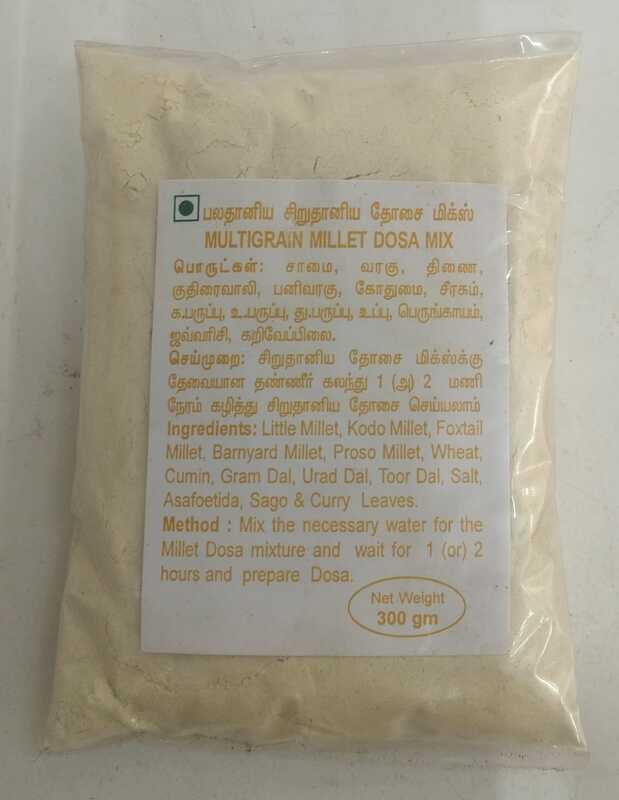 பலதானிய சிறுதானிய தோசை மிக்ஸ்
MULTIGRAIN MILLET DOSA MIX
பொருட்கள்: சாமை, வரகு, திணை,
குதிரைவாலி, பனிவரகு, கோதுமை, சீரகம்,
க.பருப்பு, உ.பருப்பு, து.பருப்பு, உப்பு, பெருங்காயம்,
ஜவ்வரிசி, கறிவேப்பிலை.
செய்முறை: சிறுதானிய தோசை மிக்ஸ்க்கு
தேவையான தண்ணீர் கலந்து 1 (அ) 2 மணி
நேரம் கழித்து சிறுதானிய தோசை செய்யலாம்
Ingredients: Little Millet, Kodo Millet, Foxtail
Millet, Barnyard Millet, Proso Millet, Wheat,
Cumin, Gram Dal, Urad Dal, Toor Dal, Salt,
Asafoetida, Sago & Curry Leaves.
Method : Mix the necessary water for the
Millet Dosa mixture and wait for 1 (or) 2
hours and prepare Dosa.
Net Weight
300 gm